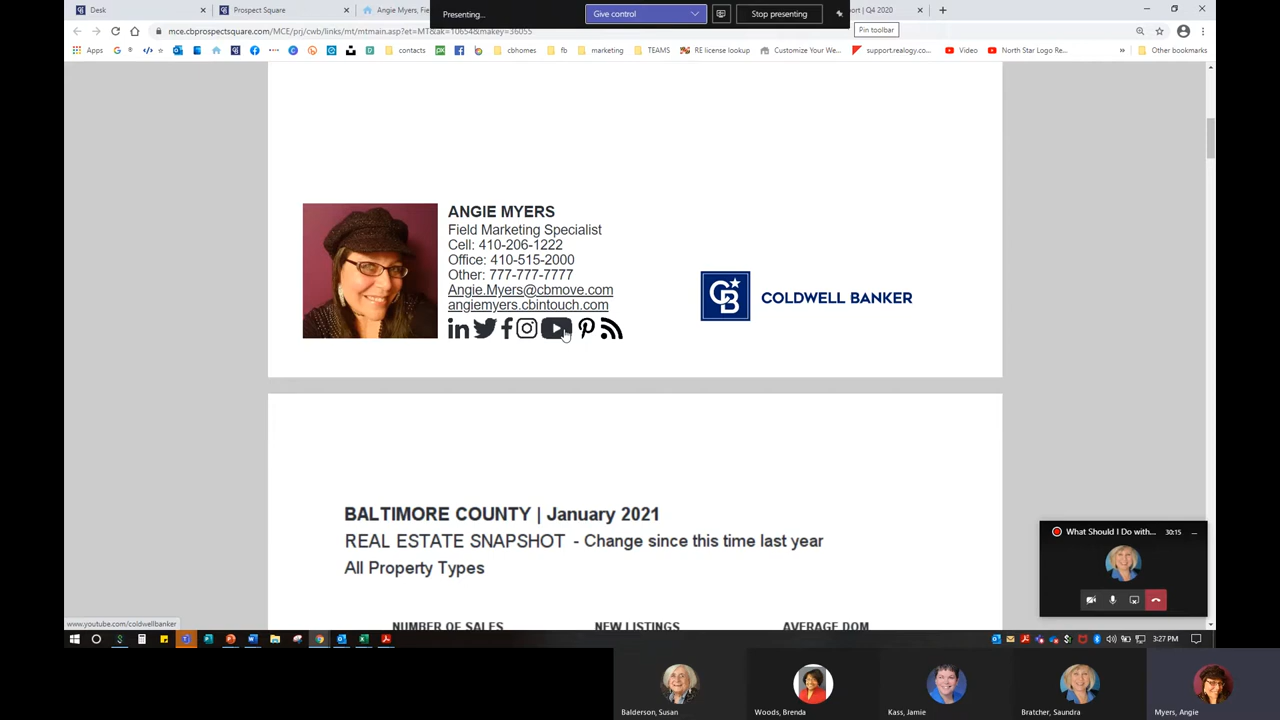 Desk
Prospect Square
Angie Myers, Fie
Presenting...
Give control
Stop presenting
port | Q4 2020
Pin toolbar
mce.cbprospectsquare.com/MCE/prj/cwb/links/mt/mtmain.asp?et=MT&ak=10654&makey=36055
Apps
contacts
cbhomes
fb
marketing
TEAMS
RE license lookup
Customize Your We...
support.realogy.co...
Video
North Star Logo Re...
Other bookmarks
ANGIE MYERS
Field Marketing Specialist
Cell: 410-206-1222
Office: 410-515-2000
Other: 777-777-7777
Angie.Myers@cbmove.com
angiemyers.cbintouch.com
COLDWELL BANKER
BALTIMORE COUNTY | January 2021
REAL ESTATE SNAPSHOT - Change since this time last year
All Property Types
NUMBER OF SALES
NEW LISTINGS
AVERAGE DOM
What Should I Do with...
30:15
www.youtube.com/coldwellbanker
3:27 PM
Balderson, Susan
Woods, Brenda
Kass, Jamie
Bratcher, Saundra
Myers, Angie